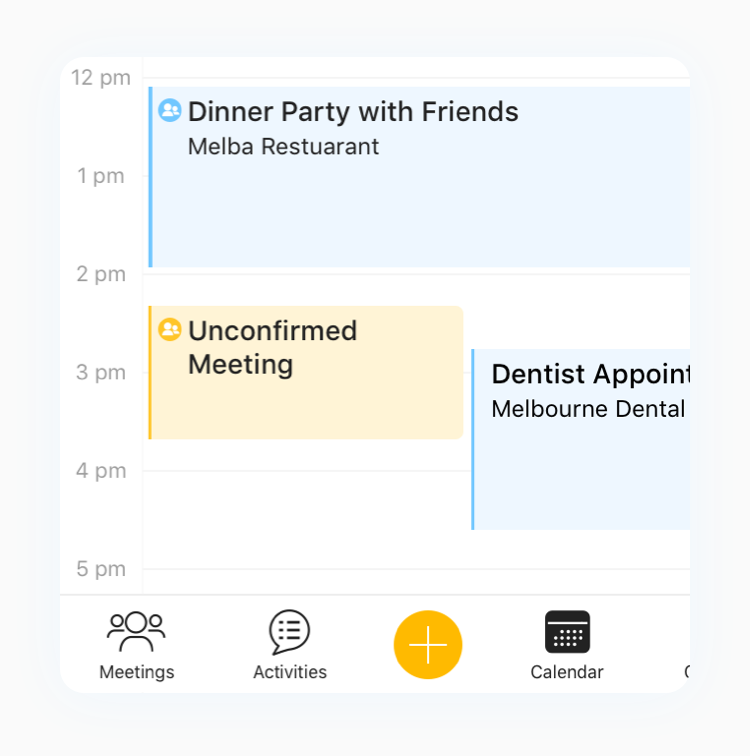 12 pm
Dinner Party with Friends
Melba Restuarant
1 pm
2 pm
Unconfirmed
Meeting
3 pm
Dentist Appoint
Melbourne Dental
4 pm
5 pm
Meetings
Activities
Calendar